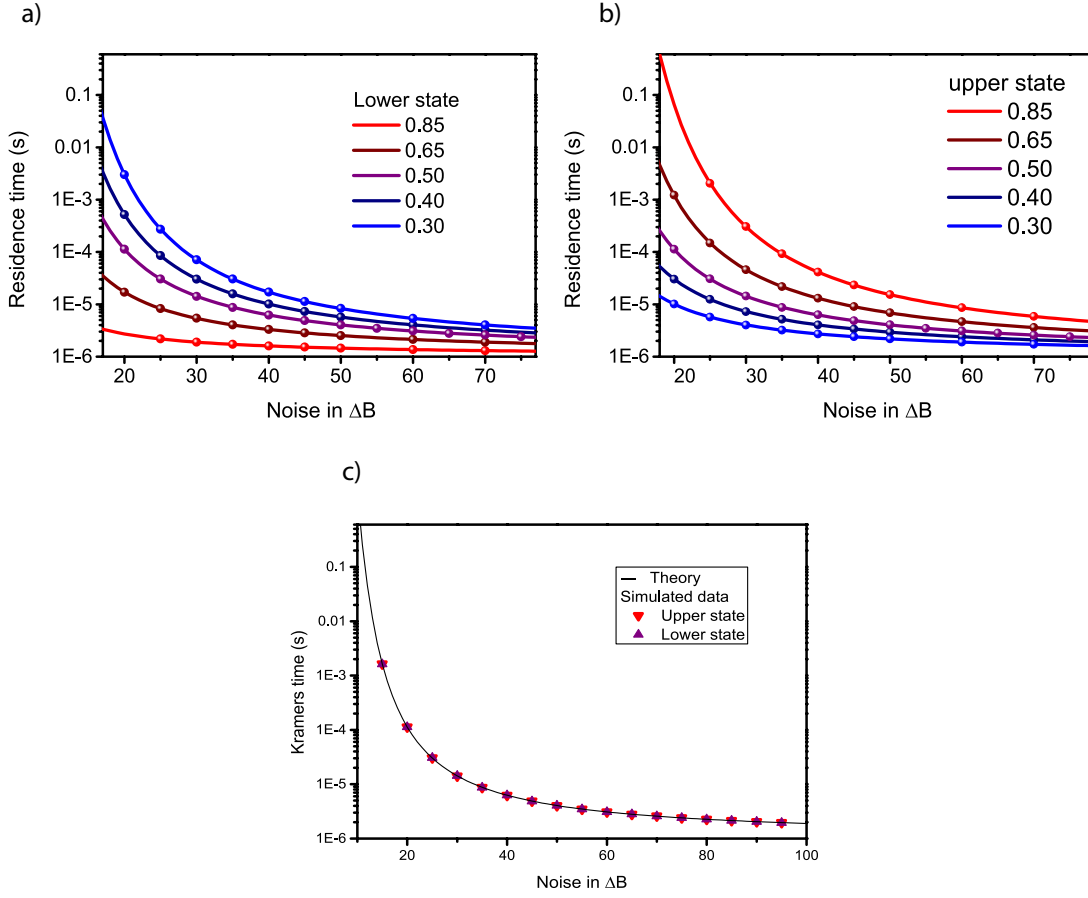 a)
Residence time (s)
0.1
0.01
1E-3
1E-4
1E-5
1E-6
Lower state
0.85
0.65
0.50
0.40
0.30
20 30 40 50 60 70
Noise in ΔB
b)
Residence time (s)
0.1
0.01
1E-3
1E-4
1E-5
1E-6
upper state
0.85
0.65
0.50
0.40
0.30
20 30 40 50 60 70
Noise in ΔB
c)
Kramers time (s)
0.1
0.01
1E-3
1E-4
1E-5
1E-6
Theory
Simulated data
Upper state
Lower state
20 40 60 80 100
Noise in ΔB